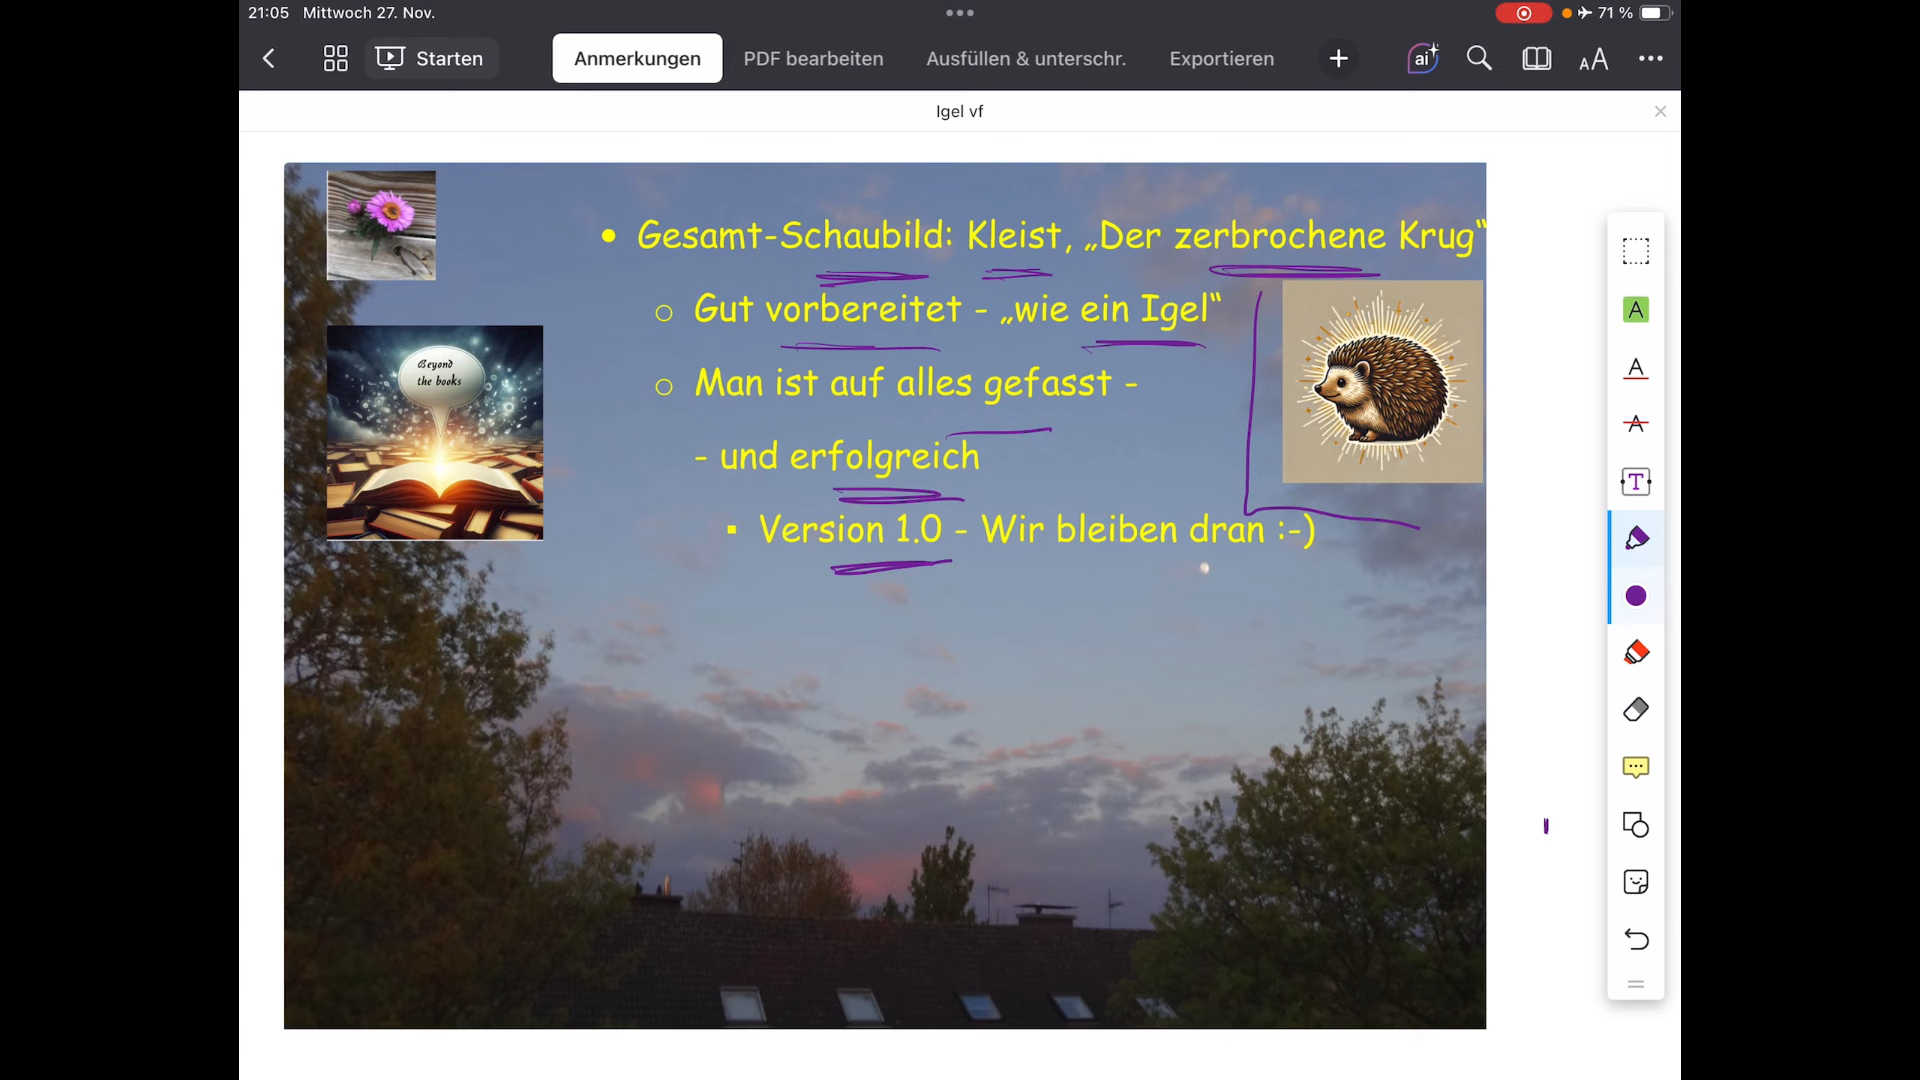 21:05 Mittwoch 27. Nov.
71 %
Starten
Anmerkungen
PDF bearbeiten
Ausfüllen & unterschr.
Exportieren
ai
AA
Igel vf
• Gesamt-Schaubild: Kleist, „Der zerbrochene Krug“
○ Gut vorbereitet - „wie ein Igel“
○ Man ist auf alles gefasst -
- und erfolgreich
▪ Version 1.0 - Wir bleiben dran :-)
Beyond
the books
A
A
A
T